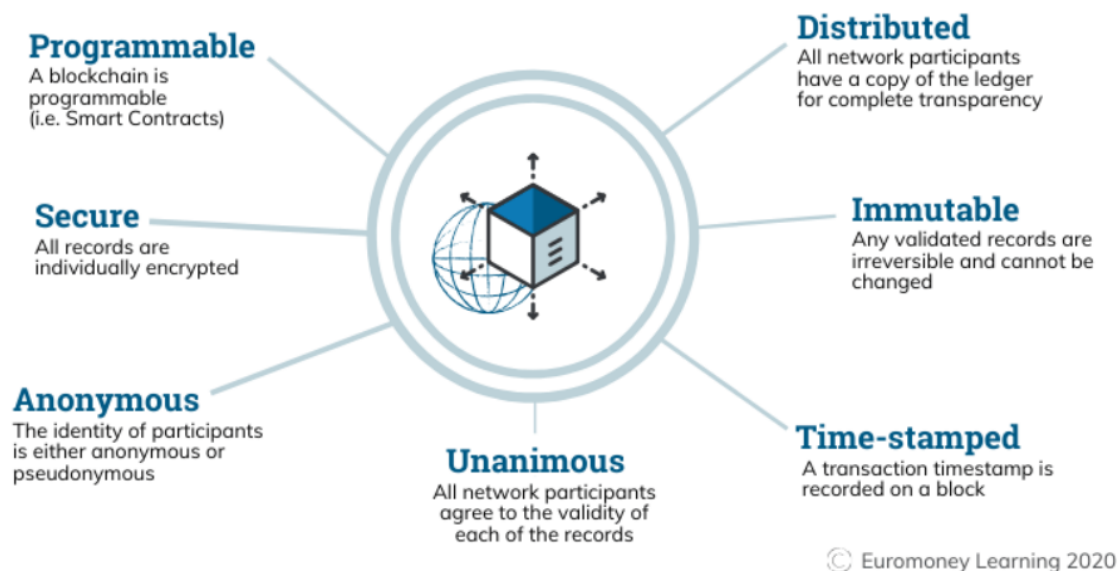 Programmable
A blockchain is
programmable
(i.e. Smart Contracts)
Distributed
All network participants
have a copy of the ledger
for complete transparency
Secure
All records are
individually encrypted
Immutable
Any validated records are
irreversible and cannot be
changed
Anonymous
The identity of participants
is either anonymous or
pseudonymous
Unanimous
All network participants
agree to the validity of
each of the records
Time-stamped
A transaction timestamp is
recorded on a block
© Euromoney Learning 2020